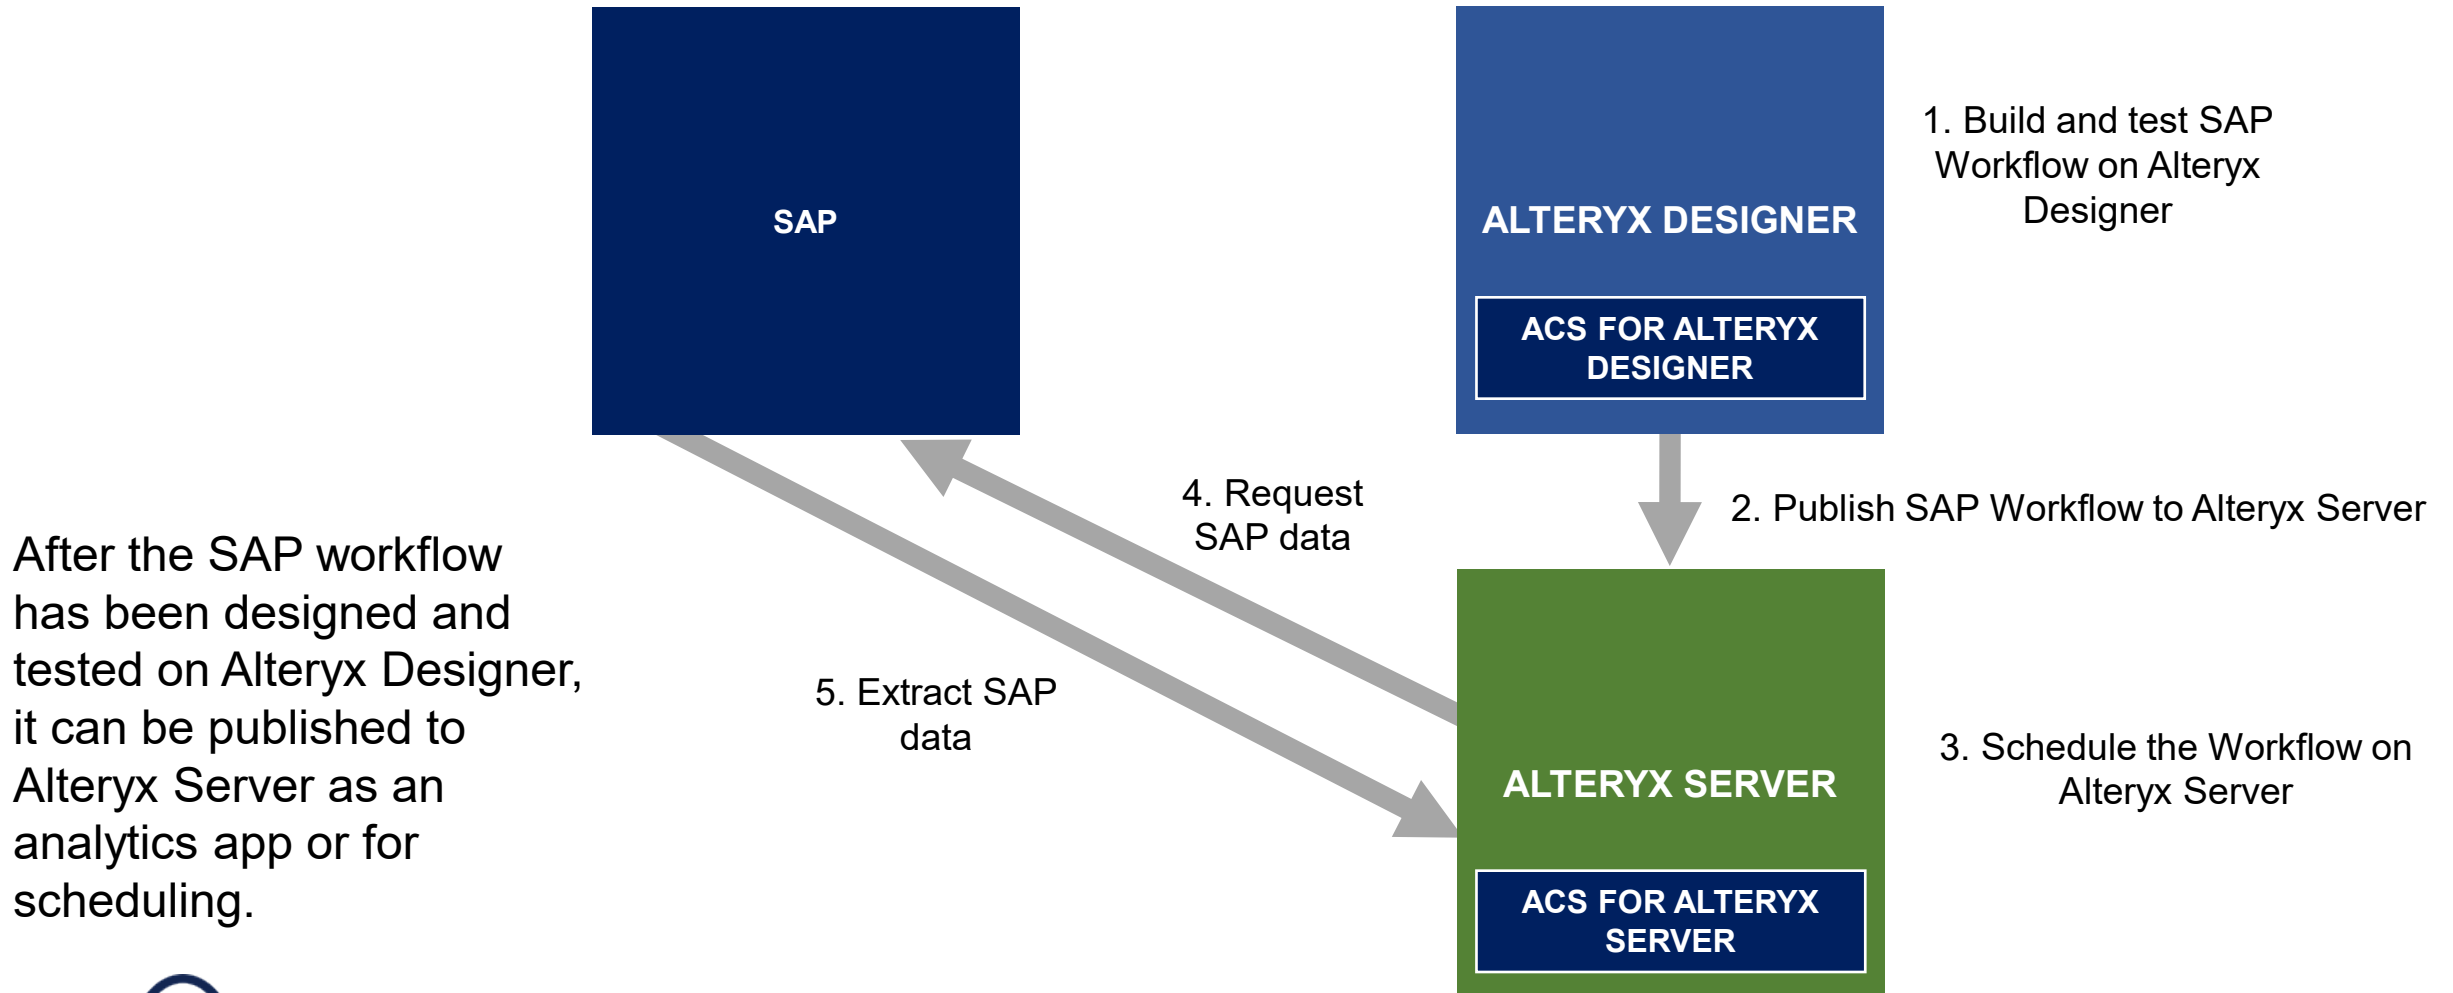 SAP
ALTERYX DESIGNER
ACS FOR ALTERYX
DESIGNER
1. Build and test SAP
Workflow on Alteryx
Designer
2. Publish SAP Workflow to Alteryx Server
4. Request
SAP data
After the SAP workflow
has been designed and
tested on Alteryx Designer,
it can be published to
Alteryx Server as an
analytics app or for
scheduling.
5. Extract SAP
data
ALTERYX SERVER
ACS FOR ALTERYX
SERVER
3. Schedule the Workflow on
Alteryx Server